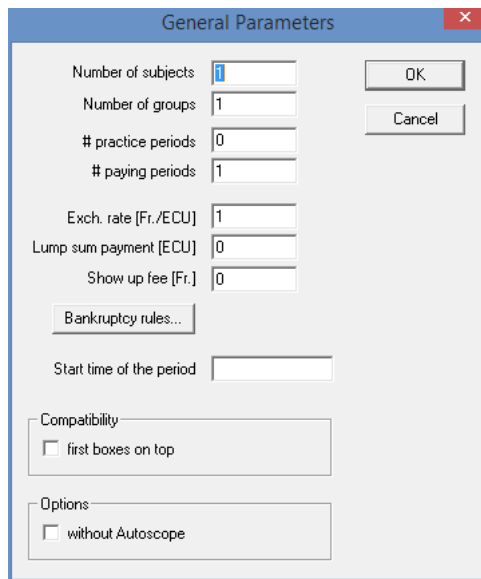 General Parameters
Number of subjects 1
OK
Number of groups 1
Cancel
# practice periods 0
# paying periods 1
Exch. rate [Fr./ECU] 1
Lump sum payment [ECU] 0
Show up fee [Fr.] 0
Bankruptcy rules...
Start time of the period
Compatibility
first boxes on top
Options
without Autoscope